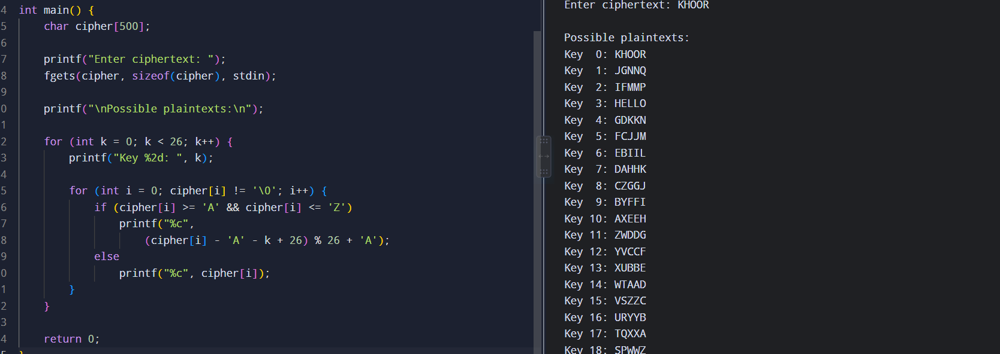 4 int main() {
5 char cipher[500];
6
7 printf("Enter ciphertext: ");
8 fgets(cipher, sizeof(cipher), stdin);
9
0 printf("\nPossible plaintexts:\n");
1
2 for (int k = 0; k < 26; k++) {
3 printf("Key %2d: ", k);
4
5 for (int i = 0; cipher[i] != '\0'; i++) {
6 if (cipher[i] >= 'A' && cipher[i] <= 'Z')
7 printf("%c",
8 (cipher[i] - 'A' - k + 26) % 26 + 'A');
9 else
0 printf("%c", cipher[i]);
1 }
2 }
3
4 return 0;
5 }
Enter ciphertext: KHOOR
Possible plaintexts:
Key  0: KHOOR
Key  1: JGNNQ
Key  2: IFMMP
Key  3: HELLO
Key  4: GDKKN
Key  5: FCJJM
Key  6: EBIIL
Key  7: DAHHK
Key  8: CZGGJ
Key  9: BYFFI
Key 10: AXEEH
Key 11: ZWDDG
Key 12: YVCCF
Key 13: XUBBE
Key 14: WTAAD
Key 15: VSZZC
Key 16: URYYB
Key 17: TQXXA
Key 18: SPWWZ